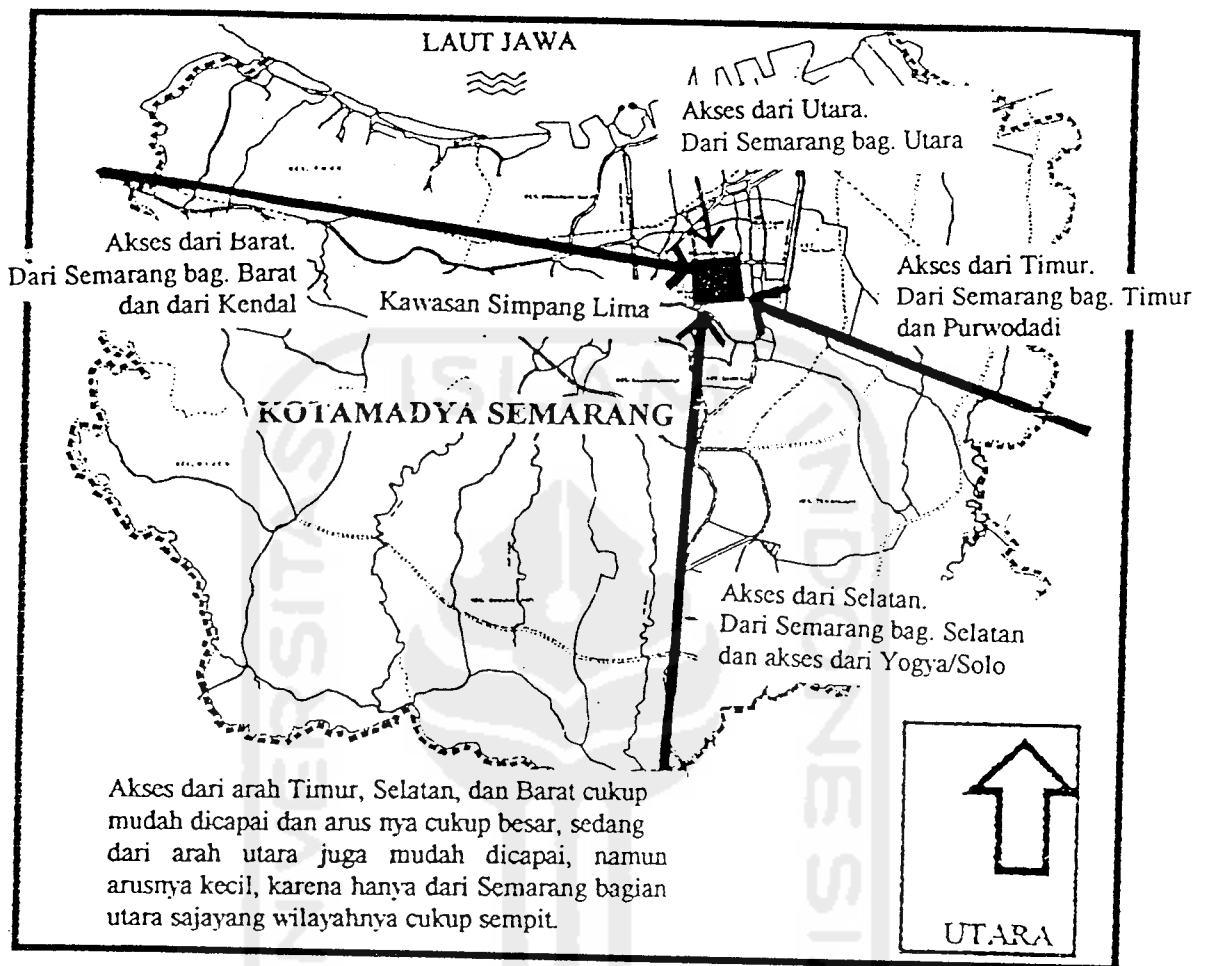 LAUT JAWA
Akses dari Utara.
Dari Semarang bag. Utara
Akses dari Barat.
Dari Semarang bag. Barat
dan dari Kendal
Kawasan Simpang Lima
Akses dari Timur.
Dari Semarang bag. Timur
dan Purwodadi
KOTAMADYA SEMARANG
Akses dari Selatan.
Dari Semarang bag. Selatan
dan akses dari Yogya/Solo
Akses dari arah Timur, Selatan, dan Barat cukup
mudah dicapai dan arus nya cukup besar, sedang
dari arah utara juga mudah dicapai, namun
arusnya kecil, karena hanya dari Semarang bagian
utara sajayang wilayahnya cukup sempit.
UTARA
UNIVERSITAS
ISLAM
INDONESI